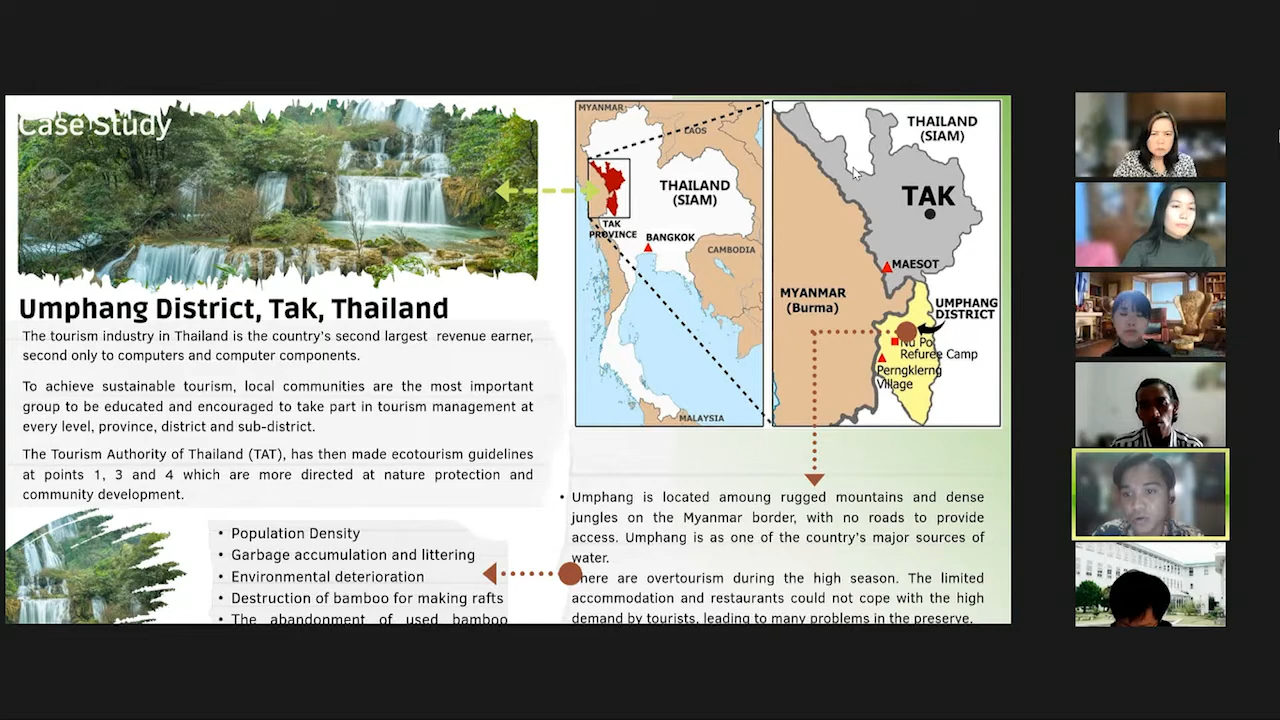 Case Study
Umphang District, Tak, Thailand
The tourism industry in Thailand is the country's second largest revenue earner,
second only to computers and computer components.
To achieve sustainable tourism, local communities are the most important
group to be educated and encouraged to take part in tourism management at
every level, province, district and sub-district.
The Tourism Authority of Thailand (TAT), has then made ecotourism guidelines
at points 1, 3 and 4 which are more directed at nature protection and
community development.
• Population Density
• Garbage accumulation and littering
• Environmental deterioration
• Destruction of bamboo for making rafts
• The abandonment of used bamboo
MYANMAR
LAOS
THAILAND
(SIAM)
TAK
PROVINCE
BANGKOK
CAMBODIA
MALAYSIA
THAILAND
(SIAM)
TAK
MAESOT
MYANMAR
(Burma)
UMPHANG
DISTRICT
Nu Po
Refuree Camp
Perngklerng
Village
• Umphang is located amoung rugged mountains and dense
jungles on the Myanmar border, with no roads to provide
access. Umphang is as one of the country's major sources of
water.
here are overtourism during the high season. The limited
accommodation and restaurants could not cope with the high
demand by tourists, leading to many problems in the preserve.